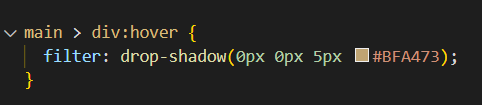 main > div:hover {
filter: drop-shadow(0px 0px 5px #BFA473);
}